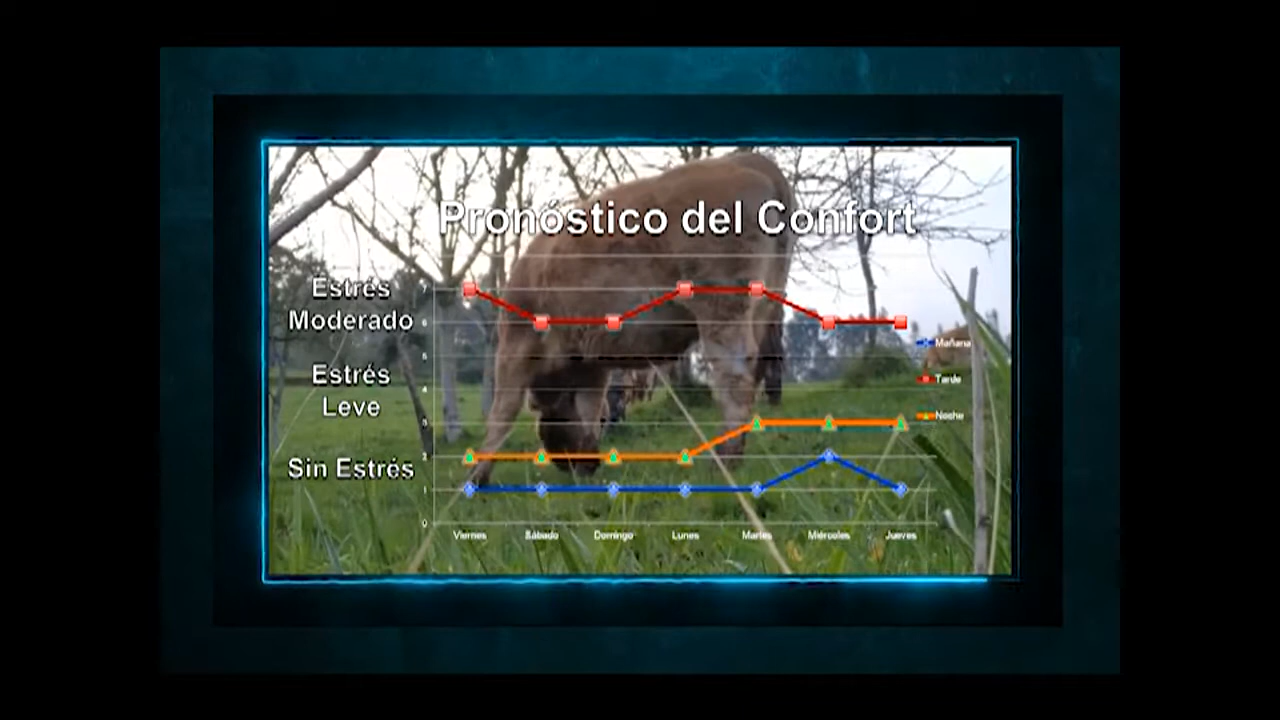 Pronóstico del Confort
Estrés
Moderado
Estrés
Leve
Sin Estrés
7
6
5
4
3
2
1
0
Viernes Sábado Domingo Lunes Martes Miércoles Jueves
Mañana
Tarde
Noche